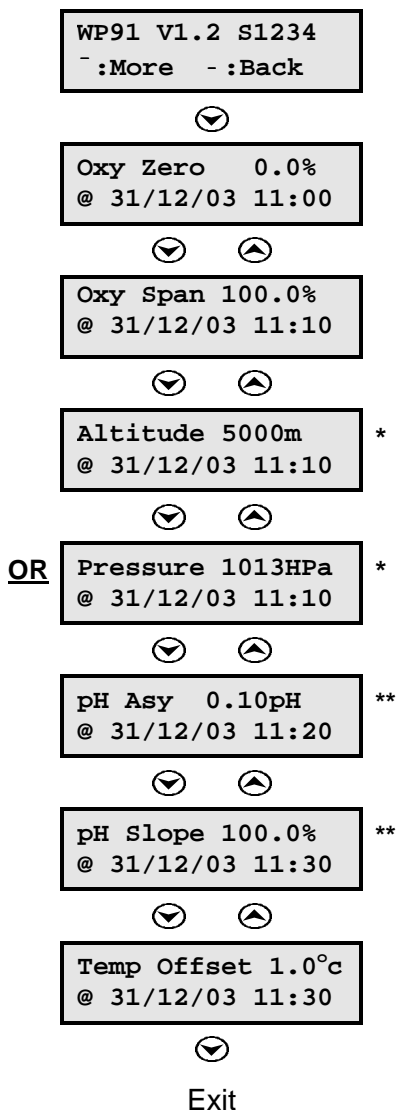 WP91 V1.2 S1234
¯:More -:Back
Oxy Zero 0.0%
@ 31/12/03 11:00
Oxy Span 100.0%
@ 31/12/03 11:10
Altitude 5000m *
@ 31/12/03 11:10
OR Pressure 1013HPa *
@ 31/12/03 11:10
pH Asy 0.10pH **
@ 31/12/03 11:20
pH Slope 100.0% **
@ 31/12/03 11:30
Temp Offset 1.0°c
@ 31/12/03 11:30
Exit